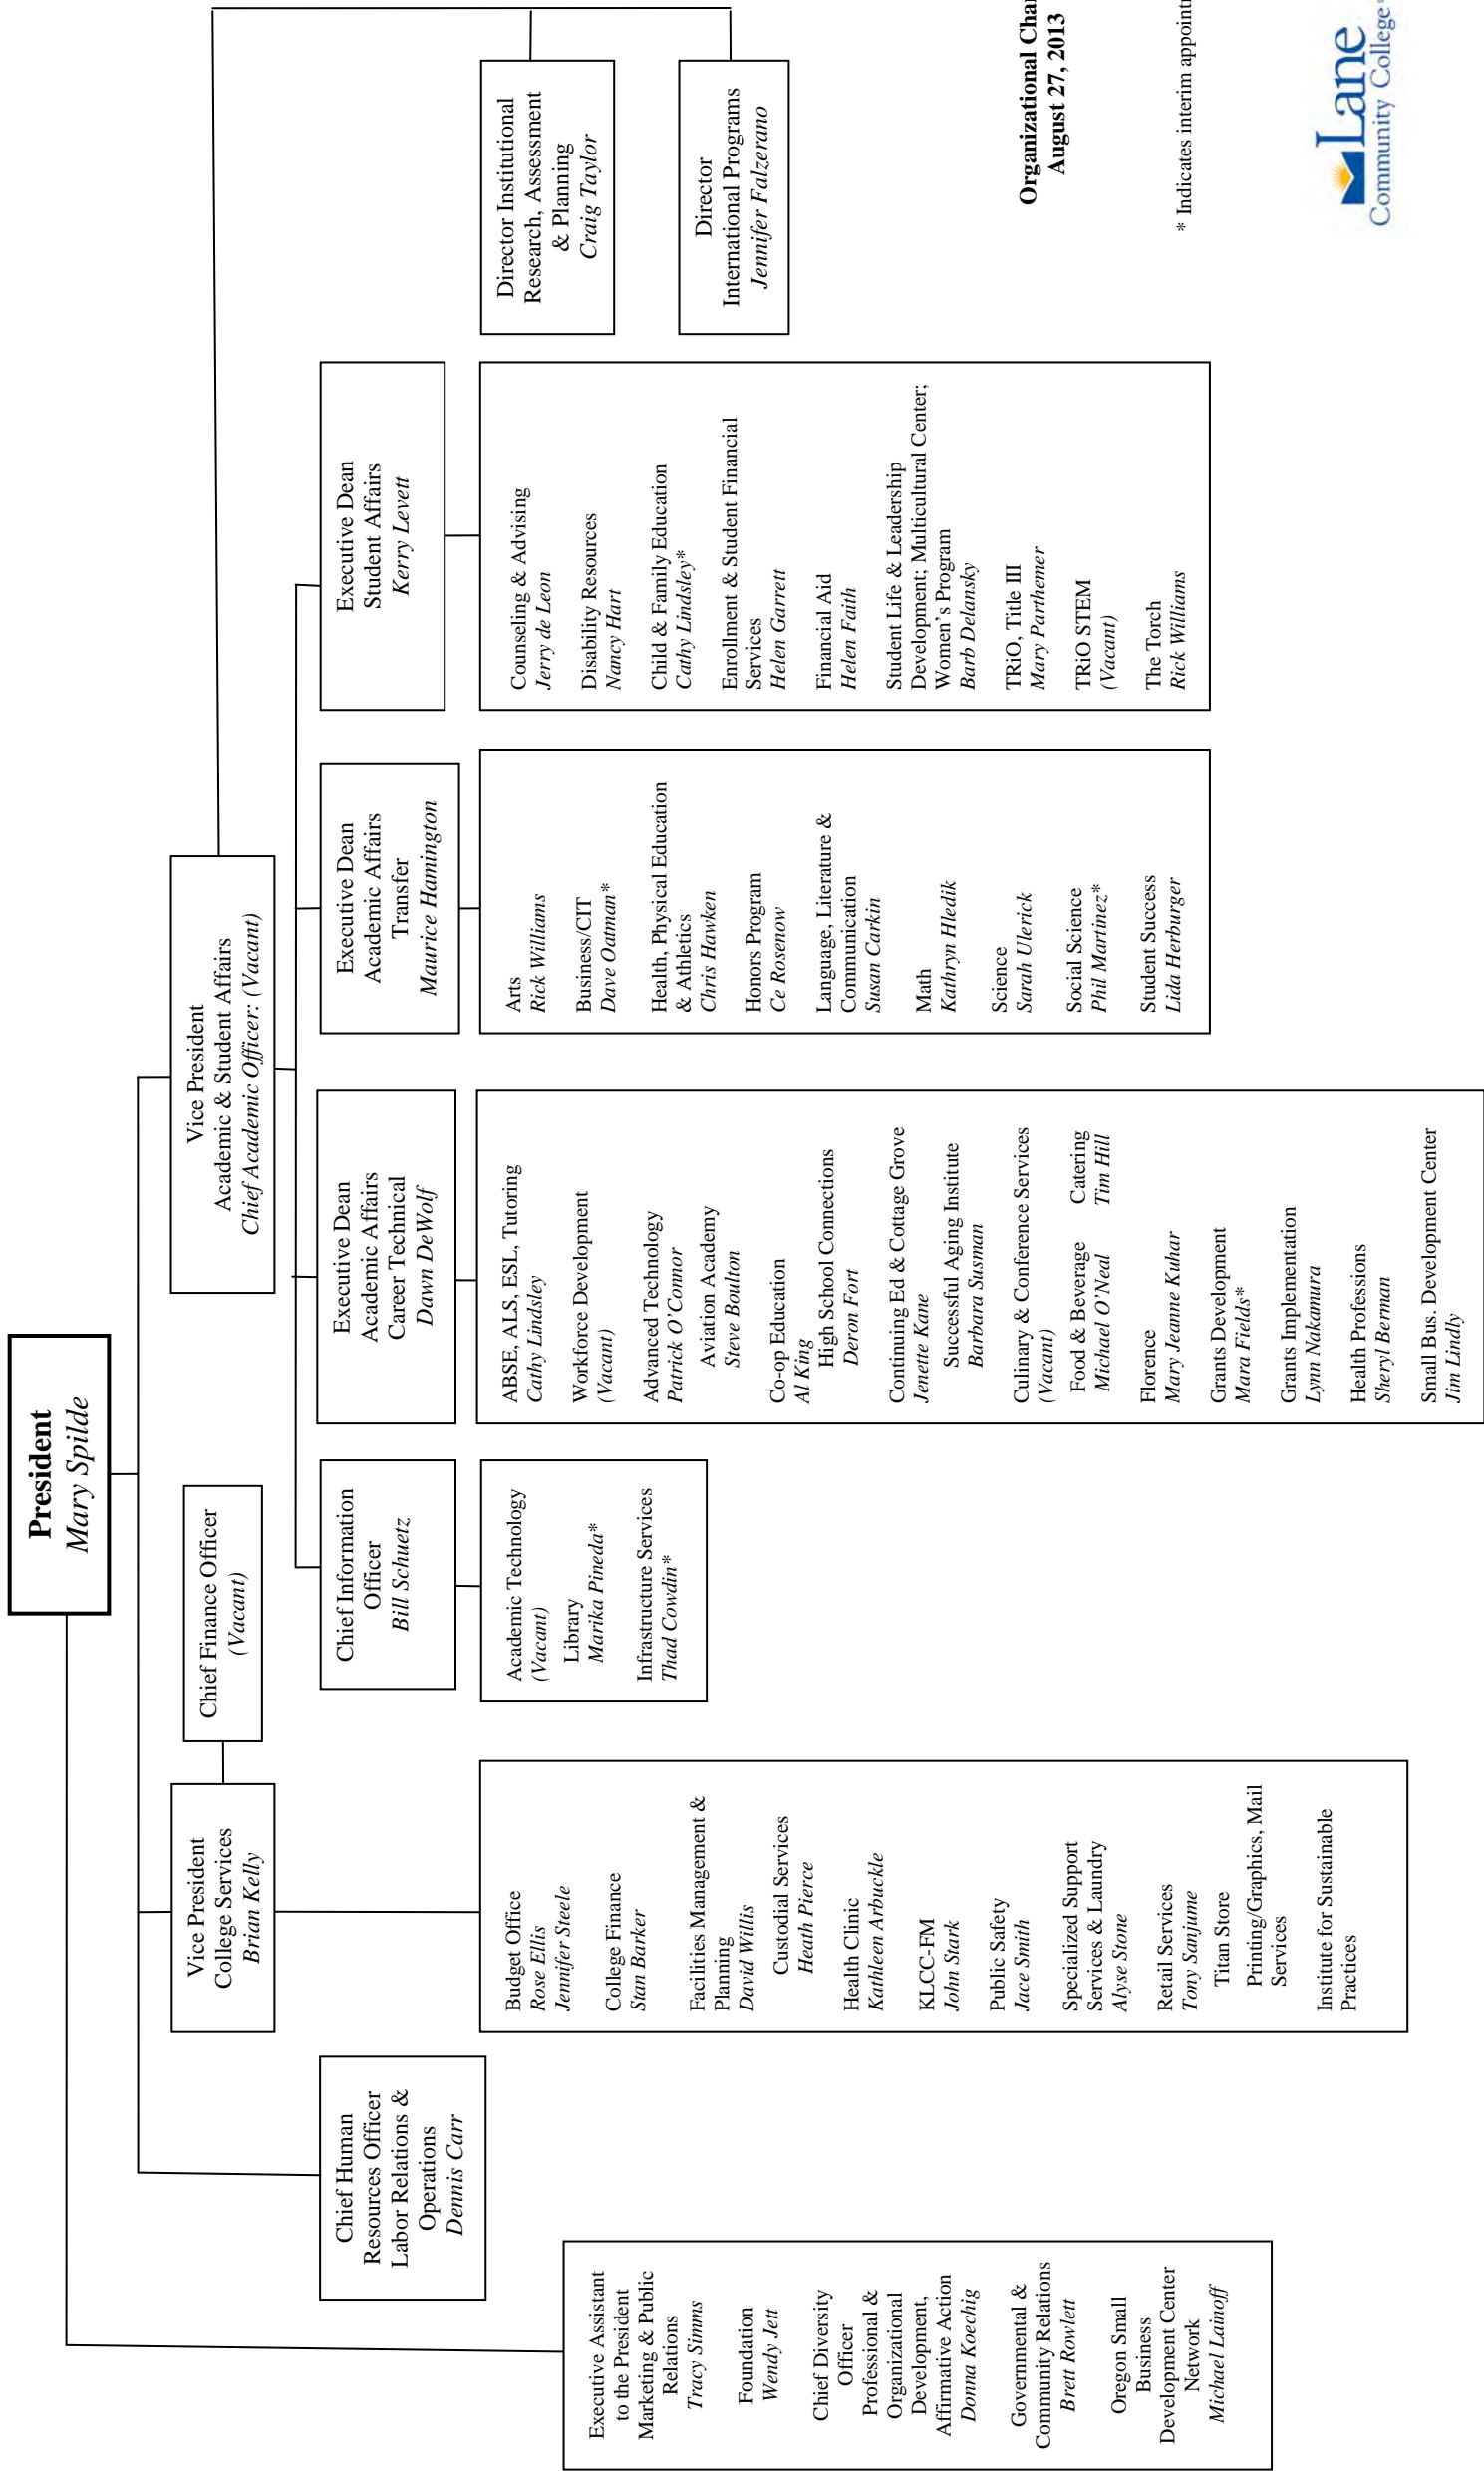 President
Mary Spilde
Vice President
College Services
Brian Kelly
Chief Finance Officer
(Vacant)
Vice President
Academic & Student Affairs
Chief Academic Officer: (Vacant)
Chief Human
Resources Officer
Labor Relations &
Operations
Dennis Carr
Chief Information
Officer
Bill Schuetz
Executive Dean
Academic Affairs
Career Technical
Dawn DeWolf
Executive Dean
Academic Affairs
Transfer
Maurice Hamington
Executive Dean
Student Affairs
Kerry Levett
Executive Assistant
to the President
Marketing & Public
Relations
Tracy Simms
Foundation
Wendy Jett
Chief Diversity
Officer
Professional &
Organizational
Development,
Affirmative Action
Donna Koechig
Governmental &
Community Relations
Brett Rowlett
Oregon Small
Business
Development Center
Network
Michael Lainoff
Budget Office
Rose Ellis
Jennifer Steele
College Finance
Stan Barker
Facilities Management &
Planning
David Willis
Custodial Services
Heath Pierce
Health Clinic
Kathleen Arbuckle
KLCC-FM
John Stark
Public Safety
Jace Smith
Specialized Support
Services & Laundry
Alyse Stone
Retail Services
Tony Sanjume
Titan Store
Printing/Graphics, Mail
Services
Institute for Sustainable
Practices
Academic Technology
(Vacant)
Library
Marika Pineda*
Infrastructure Services
Thad Cowdin*
ABSE, ALS, ESL, Tutoring
Cathy Lindsley
Workforce Development
(Vacant)
Advanced Technology
Patrick O'Connor
Aviation Academy
Steve Boulton
Co-op Education
Al King
High School Connections
Deron Fort
Continuing Ed & Cottage Grove
Jenette Kane
Successful Aging Institute
Barbara Susman
Culinary & Conference Services
(Vacant)
Food & Beverage Catering
Michael O'Neal Tim Hill
Florence
Mary Jeanne Kuhar
Grants Development
Mara Fields*
Grants Implementation
Lynn Nakamura
Health Professions
Sheryl Berman
Small Bus. Development Center
Jim Lindly
Arts
Rick Williams
Business/CIT
Dave Oatman*
Health, Physical Education
& Athletics
Chris Hawken
Honors Program
Ce Rosenow
Language, Literature &
Communication
Susan Carkin
Math
Kathryn Hledik
Science
Sarah Ulerick
Social Science
Phil Martinez*
Student Success
Lida Herburger
Counseling & Advising
Jerry de Leon
Disability Resources
Nancy Hart
Child & Family Education
Cathy Lindsley*
Enrollment & Student Financial
Services
Helen Garrett
Financial Aid
Helen Faith
Student Life & Leadership
Development; Multicultural Center;
Women's Program
Barb Delansky
TRiO, Title III
Mary Parthemer
TRiO STEM
(Vacant)
The Torch
Rick Williams
Director Institutional
Research, Assessment
& Planning
Craig Taylor
Director
International Programs
Jennifer Falzerano
Organizational Char
August 27, 2013
* Indicates interim appoint
Lane
Community College